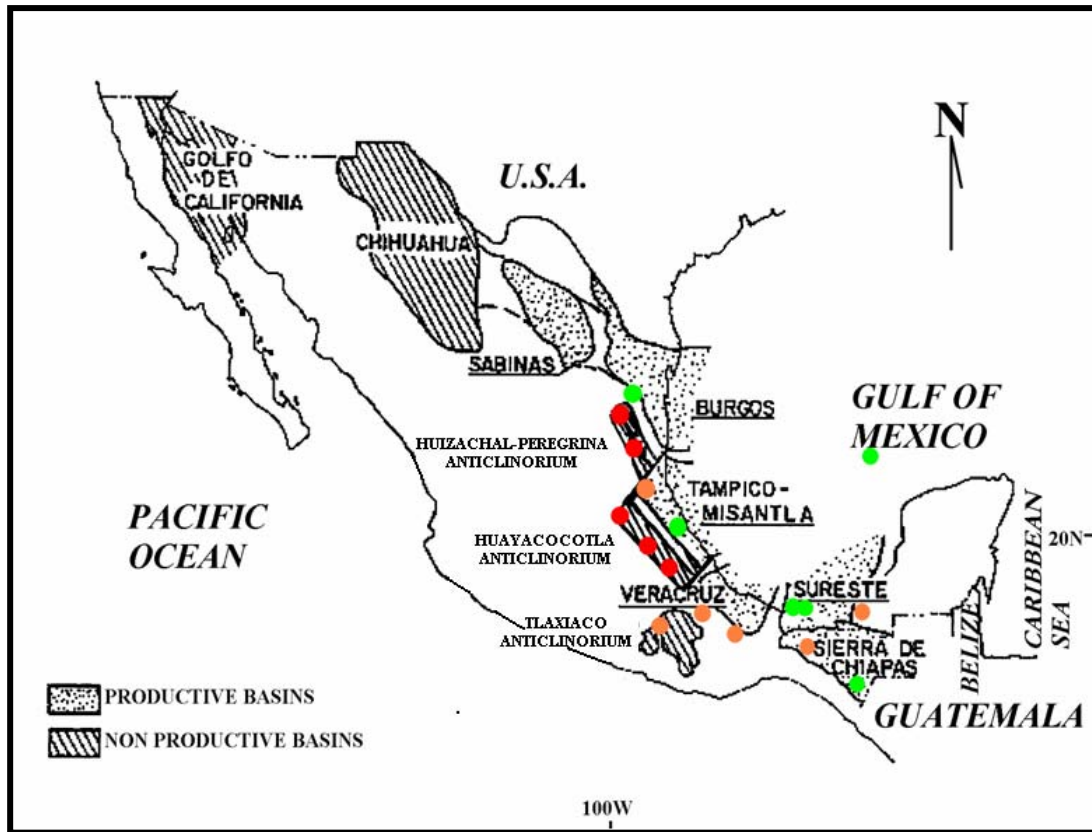 N
U.S.A.
GOLFO
DE
CALIFORNIA
CHIHUAHUA
SABINAS
BURGOS
GULF OF
MEXICO
HUIZACHAL-PEREGRINA
ANTICLINORIUM
TAMPICO-
MISANTLA
PACIFIC
OCEAN
HUAYACOCOTLA
ANTICLINORIUM
20N
CARIBBEAN
SEA
VERACRUZ
SURESTE
TLAXIACO
ANTICLINORIUM
SIERRA DE
CHIAPAS
BELIZE
GUATEMALA
PRODUCTIVE BASINS
NON PRODUCTIVE BASINS
100W